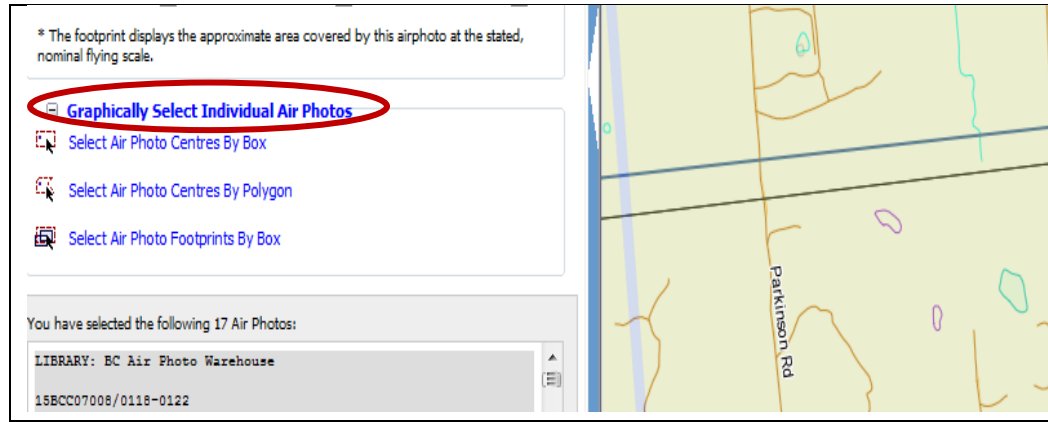 * The footprint displays the approximate area covered by this airphoto at the stated,
nominal flying scale.
Graphically Select Individual Air Photos
Select Air Photo Centres By Box
Select Air Photo Centres By Polygon
Select Air Photo Footprints By Box
You have selected the following 17 Air Photos:
LIBRARY: BC Air Photo Warehouse
15BCC07008/0118-0122
Parkinson Rd